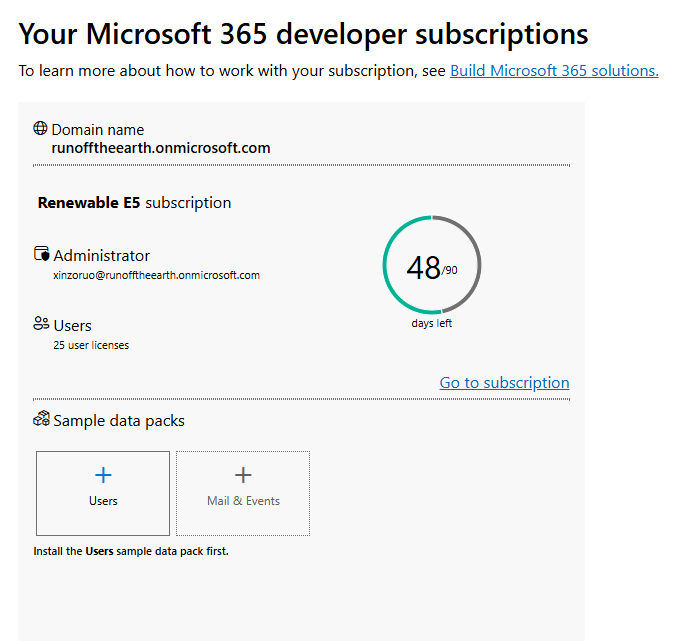 Your Microsoft 365 developer subscriptions
To learn more about how to work with your subscription, see Build Microsoft 365 solutions.
Domain name
runofftheearth.onmicrosoft.com
Renewable E5 subscription
Administrator
xinzoruo@runofftheearth.onmicrosoft.com
48/90
days left
Users
25 user licenses
Go to subscription
Sample data packs
Users
Mail & Events
Install the Users sample data pack first.